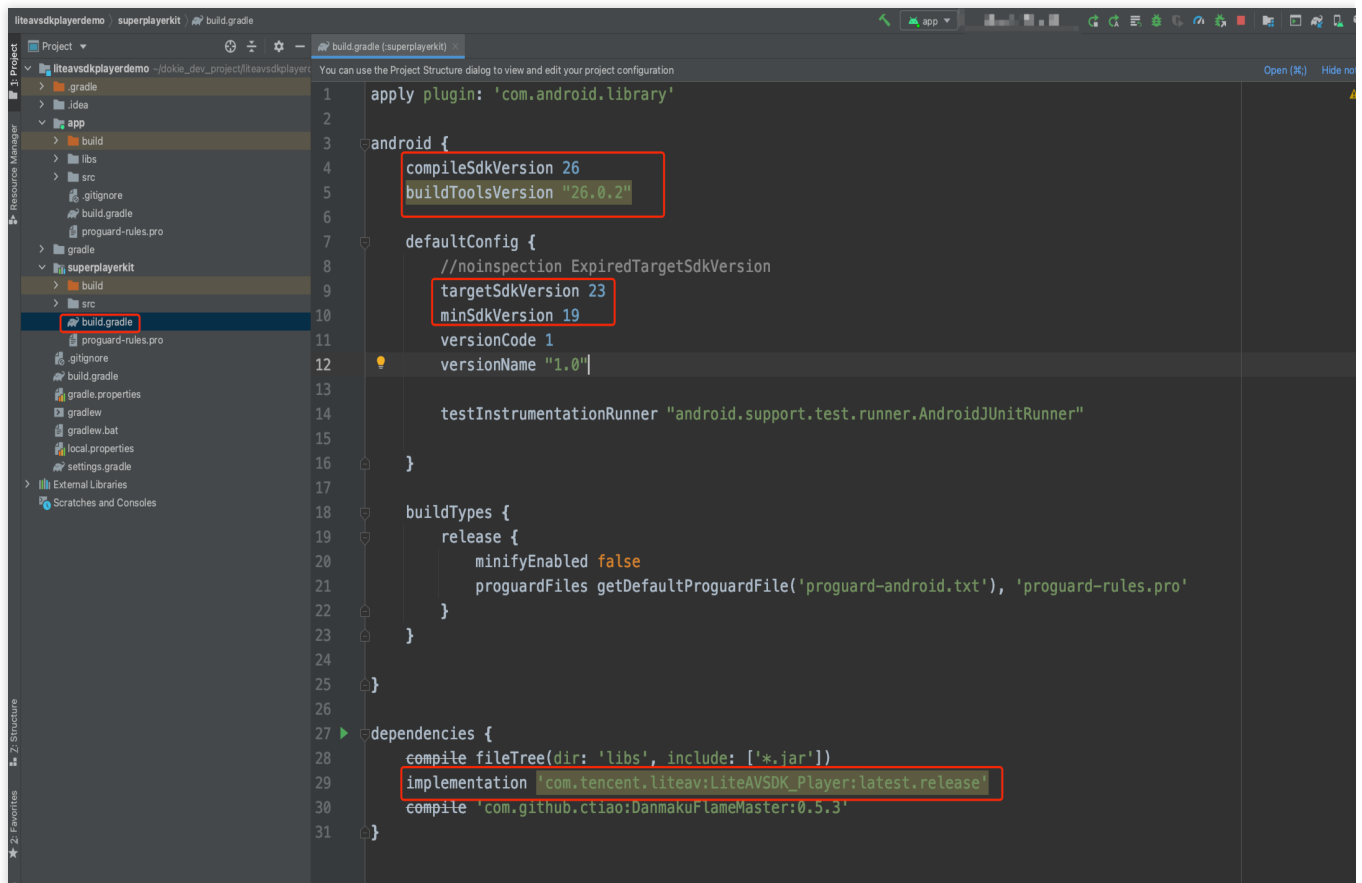 liteavsdkplayerdemo superplayerkit build.gradle
app
Project
build.gradle (:superplayerkit)
1: Project
Resource Manager
Z: Structure
2: Favorites
liteavsdkplayerdemo ~/dokie_dev_project/liteavsdkplayer
.gradle
.idea
app
build
libs
src
.gitignore
build.gradle
proguard-rules.pro
gradle
superplayerkit
build
src
build.gradle
proguard-rules.pro
.gitignore
build.gradle
gradle.properties
gradlew
gradlew.bat
local.properties
settings.gradle
External Libraries
Scratches and Consoles
You can use the Project Structure dialog to view and edit your project configuration
Open (⌘;) Hide not
1 apply plugin: 'com.android.library'
2
3 android {
4 compileSdkVersion 26
5 buildToolsVersion "26.0.2"
6
7 defaultConfig {
8 //noinspection ExpiredTargetSdkVersion
9 targetSdkVersion 23
10 minSdkVersion 19
11 versionCode 1
12 versionName "1.0"
13
14 testInstrumentationRunner "android.support.test.runner.AndroidJUnitRunner"
15
16 }
17
18 buildTypes {
19 release {
20 minifyEnabled false
21 proguardFiles getDefaultProguardFile('proguard-android.txt'), 'proguard-rules.pro'
22 }
23 }
24
25 }
26
27 dependencies {
28 compile fileTree(dir: 'libs', include: ['*.jar'])
29 implementation 'com.tencent.liteav:LiteAVSDK_Player:latest.release'
30 compile 'com.github.ctiao:DanmakuFlameMaster:0.5.3'
31 }